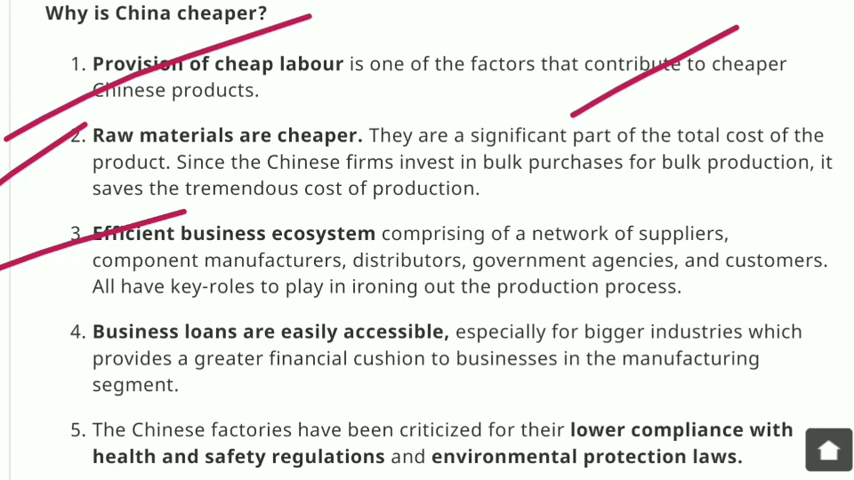 Why is China cheaper?
1. Provision of cheap labour is one of the factors that contribute to cheaper
Chinese products.
2. Raw materials are cheaper. They are a significant part of the total cost of the
product. Since the Chinese firms invest in bulk purchases for bulk production, it
saves the tremendous cost of production.
3. Efficient business ecosystem comprising of a network of suppliers,
component manufacturers, distributors, government agencies, and customers.
All have key-roles to play in ironing out the production process.
4. Business loans are easily accessible, especially for bigger industries which
provides a greater financial cushion to businesses in the manufacturing
segment.
5. The Chinese factories have been criticized for their lower compliance with
health and safety regulations and environmental protection laws.